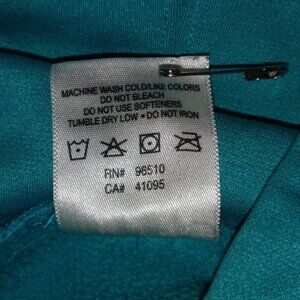 MACHINE WASH COLD/LIKE COLORS
DO NOT BLEACH
DO NOT USE SOFTENERS
TUMBLE DRY LOW • DO NOT IRON
RN# 96510
CA# 41095